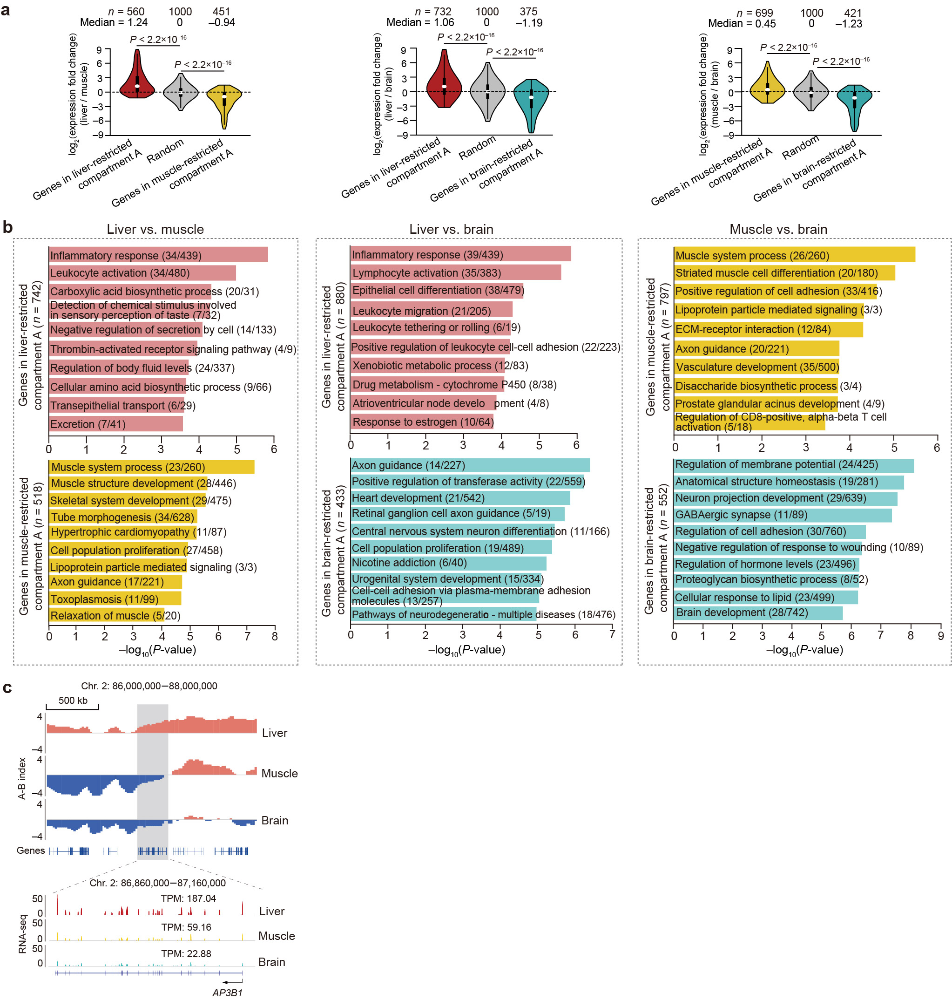 a
n = 560 1000 451
Median = 1.24 0 –0.94
P < 2.2×10–16
P < 2.2×10–16
log2(expression fold change)
(liver / muscle)
9
6
3
0
–3
–6
–9
Genes in liver-restricted
compartment A
Random
Genes in muscle-restricted
compartment A
n = 732 1000 375
Median = 1.06 0 –1.19
P < 2.2×10–16
P < 2.2×10–16
log2(expression fold change)
(liver / brain)
9
6
3
0
–3
–6
–9
Genes in liver-restricted
compartment A
Random
Genes in brain-restricted
compartment A
n = 699 1000 421
Median = 0.45 0 –1.23
P < 2.2×10–16
P < 2.2×10–16
log2(expression fold change)
(muscle / brain)
9
6
3
0
–3
–6
–9
Genes in muscle-restricted
compartment A
Random
Genes in brain-restricted
compartment A
b
Liver vs. muscle
Genes in liver-restricted
compartment A (n = 742)
Inflammatory response (34/439)
Leukocyte activation (34/480)
Carboxylic acid biosynthetic process (20/31)
Detection of chemical stimulus involved
in sensory perception of taste (7/32)
Negative regulation of secretion by cell (14/133)
Thrombin-activated receptor signaling pathway (4/9)
Regulation of body fluid levels (24/337)
Cellular amino acid biosynthetic process (9/66)
Transepithelial transport (6/29)
Excretion (7/41)
0 1 2 3 4 5 6
Genes in muscle-restricted
compartment A (n = 518)
Muscle system process (23/260)
Muscle structure development (28/446)
Skeletal system development (29/475)
Tube morphogenesis (34/628)
Hypertrophic cardiomyopathy (11/87)
Cell population proliferation (27/458)
Lipoprotein particle mediated signaling (3/3)
Axon guidance (17/221)
Toxoplasmosis (11/99)
Relaxation of muscle (5/20)
0 1 2 3 4 5 6 7 8
–log10(P-value)
Liver vs. brain
Genes in liver-restricted
compartment A (n = 880)
Inflammatory response (39/439)
Lymphocyte activation (35/383)
Epithelial cell differentiation (38/479)
Leukocyte migration (21/205)
Leukocyte tethering or rolling (6/19)
Positive regulation of leukocyte cell-cell adhesion (22/223)
Xenobiotic metabolic process (12/83)
Drug metabolism - cytochrome P450 (8/38)
Atrioventricular node develo pment (4/8)
Response to estrogen (10/64)
0 1 2 3 4 5 6
Genes in brain-restricted
compartment A (n = 433)
Axon guidance (14/227)
Positive regulation of transferase activity (22/559)
Heart development (21/542)
Retinal ganglion cell axon guidance (5/19)
Central nervous system neuron differentiation (11/166)
Cell population proliferation (19/489)
Nicotine addiction (6/40)
Urogenital system development (15/334)
Cell-cell adhesion via plasma-membrane adhesion
molecules (13/257)
Pathways of neurodegeneratio - multiple diseases (18/476)
0 1 2 3 4 5 6 7
–log10(P-value)
Muscle vs. brain
Genes in muscle-restricted
compartment A (n = 797)
Muscle system process (26/260)
Striated muscle cell differentiation (20/180)
Positive regulation of cell adhesion (33/416)
Lipoprotein particle mediated signaling (3/3)
ECM-receptor interaction (12/84)
Axon guidance (20/221)
Vasculature development (35/500)
Disaccharide biosynthetic process (3/4)
Prostate glandular acinus development (4/9)
Regulation of CD8-positive, alpha-beta T cell
activation (5/18)
0 1 2 3 4 5 6
Genes in brain-restricted
compartment A (n = 552)
Regulation of membrane potential (24/425)
Anatomical structure homeostasis (19/281)
Neuron projection development (29/639)
GABAergic synapse (11/89)
Regulation of cell adhesion (30/760)
Negative regulation of response to wounding (10/89)
Regulation of hormone levels (23/496)
Proteoglycan biosynthetic process (8/52)
Cellular response to lipid (23/499)
Brain development (28/742)
0 1 2 3 4 5 6 7 8 9
–log10(P-value)
c
Chr. 2: 86,000,000–88,000,000
500 kb
A-B index
4
–4
Liver
4
–4
Muscle
4
–4
Brain
Genes
Chr. 2: 86,860,000–87,160,000
RNA-seq
50
0
TPM: 187.04
Liver
50
0
TPM: 59.16
Muscle
50
0
TPM: 22.88
Brain
AP3B1